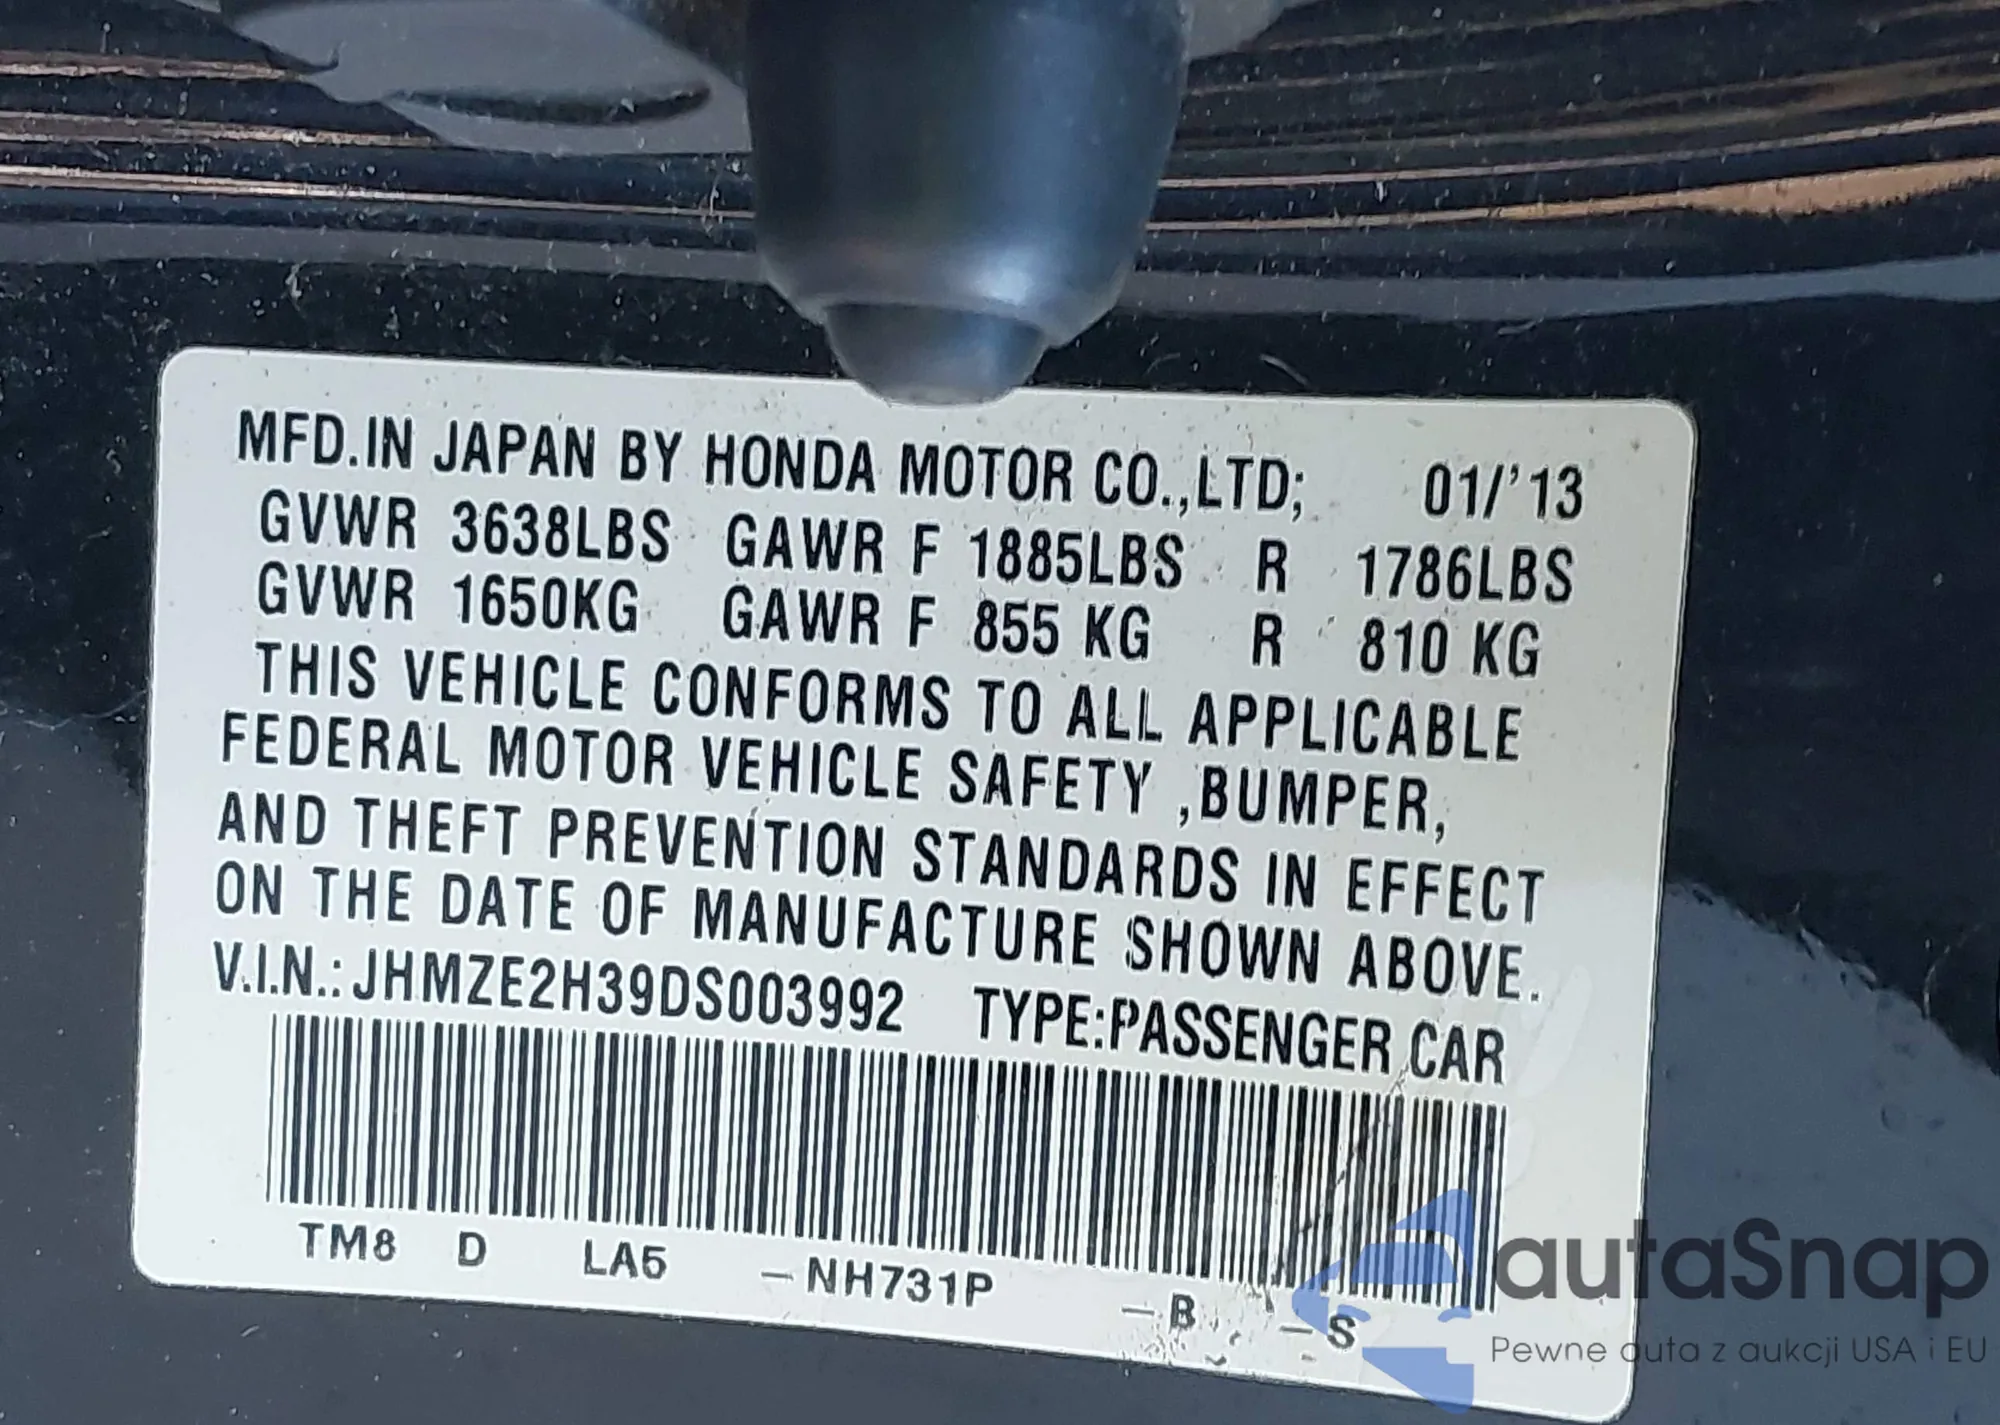 MFD.IN JAPAN BY HONDA MOTOR CO.,LTD; 01/'13
GVWR 3638LBS GAWR F 1885LBS R 1786LBS
GVWR 1650KG GAWR F 855 KG R 810 KG
THIS VEHICLE CONFORMS TO ALL APPLICABLE
FEDERAL MOTOR VEHICLE SAFETY ,BUMPER,
AND THEFT PREVENTION STANDARDS IN EFFECT
ON THE DATE OF MANUFACTURE SHOWN ABOVE.
V.I.N.:JHMZE2H39DS003992 TYPE:PASSENGER CAR
TM8 D LA5 -NH731P -B -S
autaSnap
Pewne auta z aukcji USA i EU